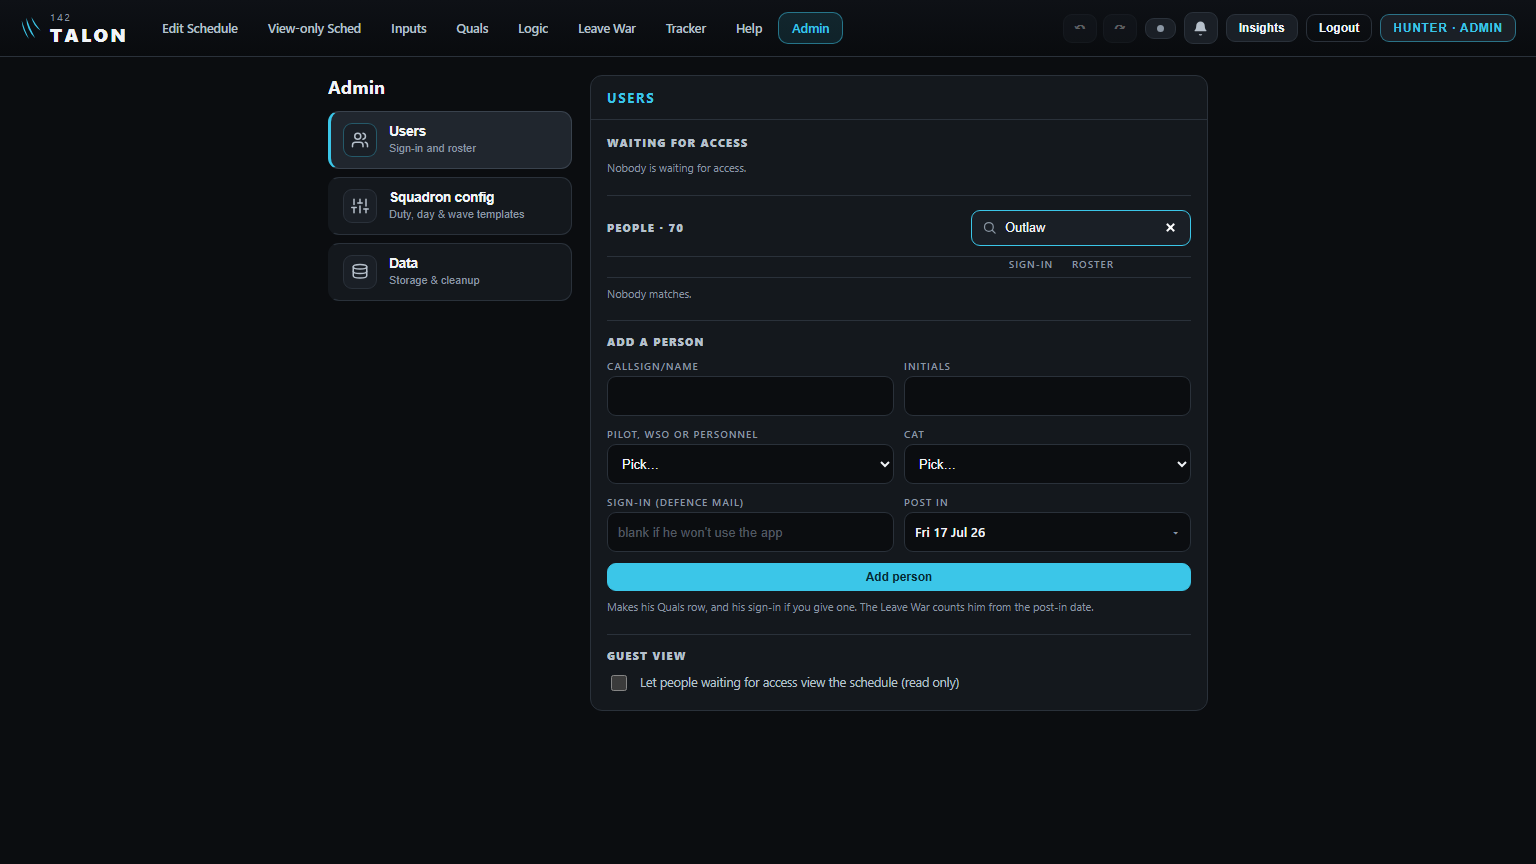 142
TALON
Edit Schedule
View-only Sched
Inputs
Quals
Logic
Leave War
Tracker
Help
Admin
Insights
Logout
HUNTER · ADMIN
Admin
Users
Sign-in and roster
Squadron config
Duty, day & wave templates
Data
Storage & cleanup
USERS
WAITING FOR ACCESS
Nobody is waiting for access.
PEOPLE · 70
Outlaw
SIGN-IN
ROSTER
Nobody matches.
ADD A PERSON
CALLSIGN/NAME
INITIALS
PILOT, WSO OR PERSONNEL
CAT
Pick...
Pick...
SIGN-IN (DEFENCE MAIL)
POST IN
blank if he won't use the app
Fri 17 Jul 26
Add person
Makes his Quals row, and his sign-in if you give one. The Leave War counts him from the post-in date.
GUEST VIEW
Let people waiting for access view the schedule (read only)